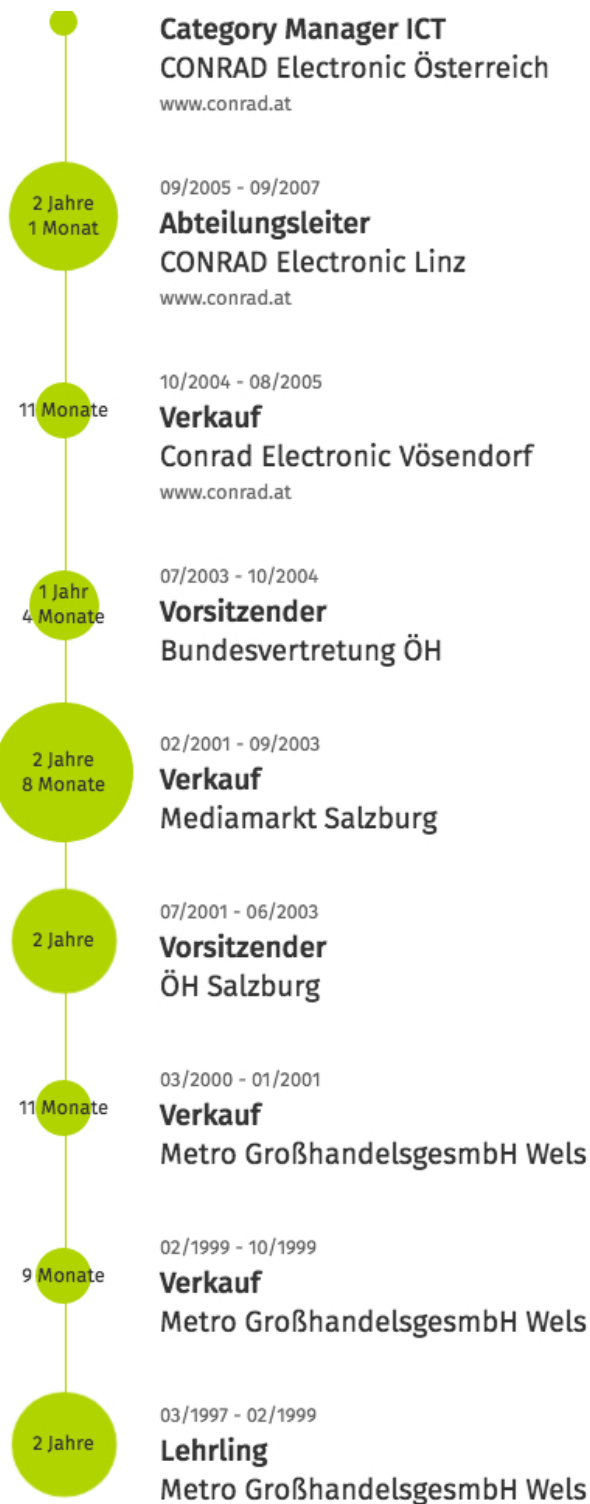 Category Manager ICT
CONRAD Electronic Österreich
www.conrad.at
2 Jahre
1 Monat
09/2005 - 09/2007
Abteilungsleiter
CONRAD Electronic Linz
www.conrad.at
11 Monate
10/2004 - 08/2005
Verkauf
Conrad Electronic Vösendorf
www.conrad.at
1 Jahr
4 Monate
07/2003 - 10/2004
Vorsitzender
Bundesvertretung ÖH
2 Jahre
8 Monate
02/2001 - 09/2003
Verkauf
Mediamarkt Salzburg
2 Jahre
07/2001 - 06/2003
Vorsitzender
ÖH Salzburg
11 Monate
03/2000 - 01/2001
Verkauf
Metro GroßhandelsgesmbH Wels
9 Monate
02/1999 - 10/1999
Verkauf
Metro GroßhandelsgesmbH Wels
2 Jahre
03/1997 - 02/1999
Lehrling
Metro GroßhandelsgesmbH Wels